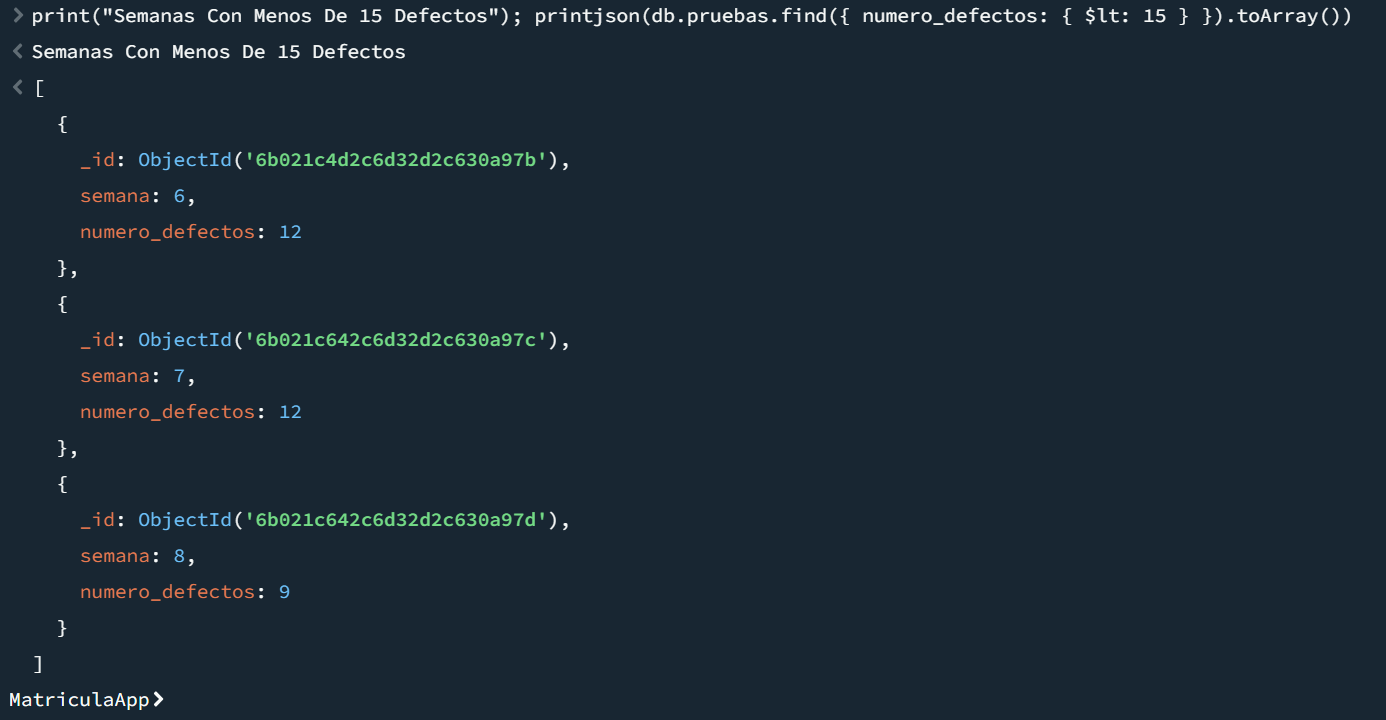 > print("Semanas Con Menos De 15 Defectos"); printjson(db.pruebas.find({ numero_defectos: { $lt: 15 } }).toArray())
< Semanas Con Menos De 15 Defectos
< [
{
_id: ObjectId('6b021c4d2c6d32d2c630a97b'),
semana: 6,
numero_defectos: 12
},
{
_id: ObjectId('6b021c642c6d32d2c630a97c'),
semana: 7,
numero_defectos: 12
},
{
_id: ObjectId('6b021c642c6d32d2c630a97d'),
semana: 8,
numero_defectos: 9
}
]
MatriculaApp>